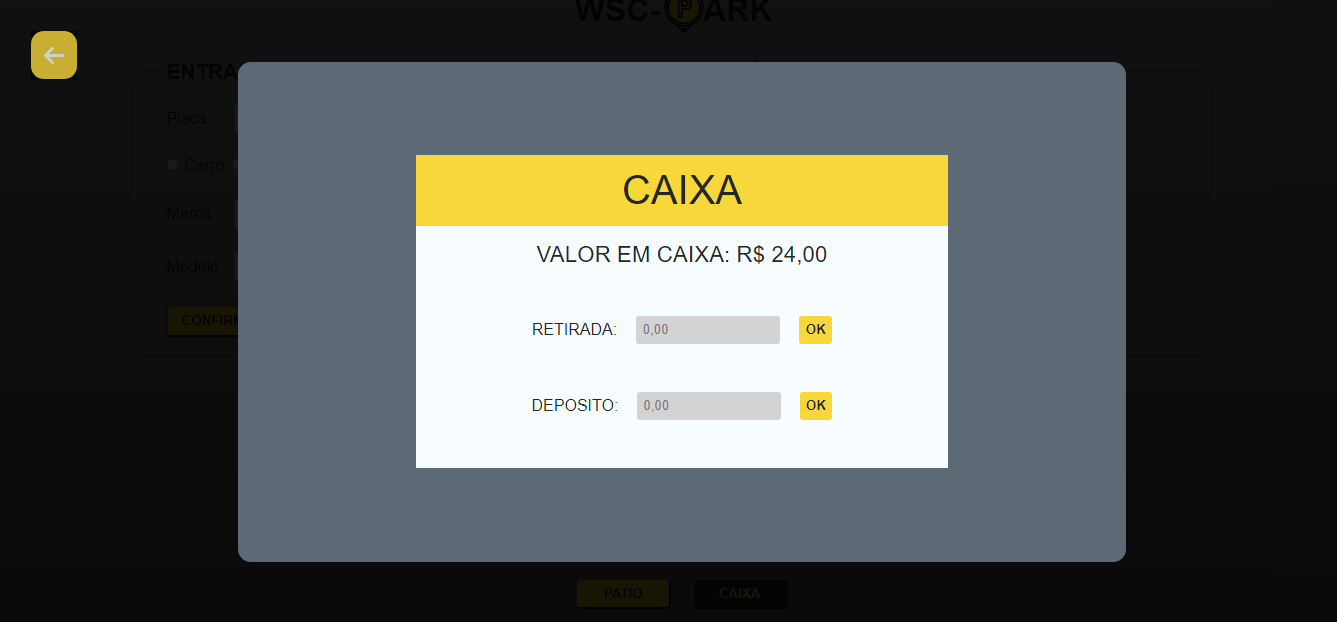 WSC-PARK
ENTRA
Placa
Carro
Marca
Modelo
CONFIRM
CAIXA
VALOR EM CAIXA: R$ 24,00
RETIRADA: 0,00 OK
DEPOSITO: 0,00 OK
PATIO CAIXA